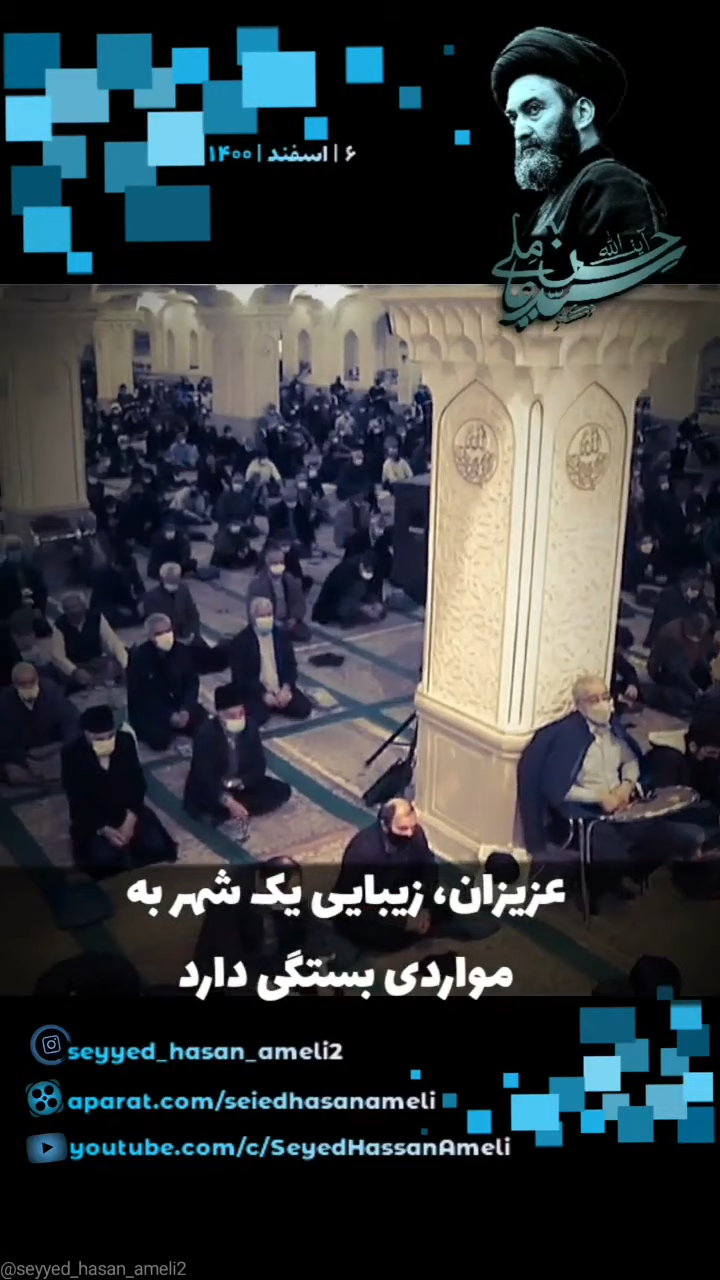 ۶ | اسفند | ۱۴۰۰
آیت الله
سید حسن عاملی
عزیزان، زیبایی یک شهر به
مواردی بستگی دارد
seyyed_hasan_ameli2
aparat.com/seiedhasanameli
youtube.com/c/SeyedHassanAmeli
@seyyed_hasan_ameli2